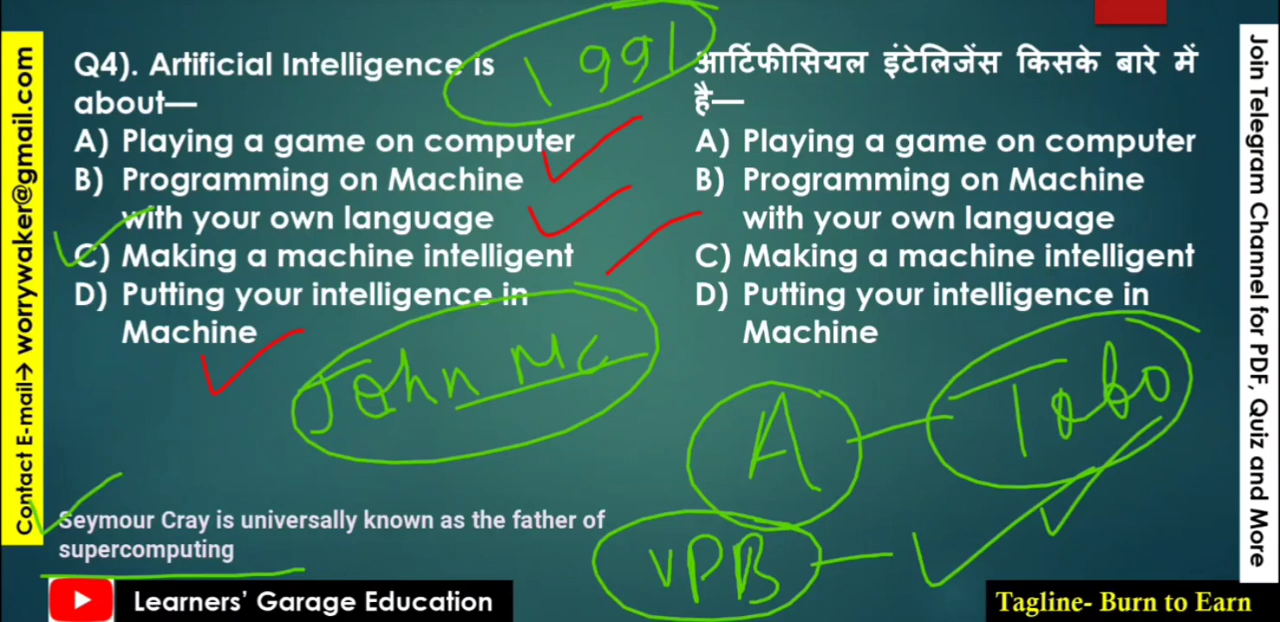 Q4). Artificial Intelligence is
about—
A) Playing a game on computer
B) Programming on Machine
with your own language
C) Making a machine intelligent
D) Putting your intelligence in
Machine
1991
आर्टिफीसियल इंटेलिजेंस किसके बारे में
है—
A) Playing a game on computer
B) Programming on Machine
with your own language
C) Making a machine intelligent
D) Putting your intelligence in
Machine
John Mc
A
VPB
Seymour Cray is universally known as the father of
supercomputing
Learners’ Garage Education
Tagline- Burn to Earn
Contact E-mail→ worrywaker@gmail.com
Join Telegram Channel for PDF, Quiz and More